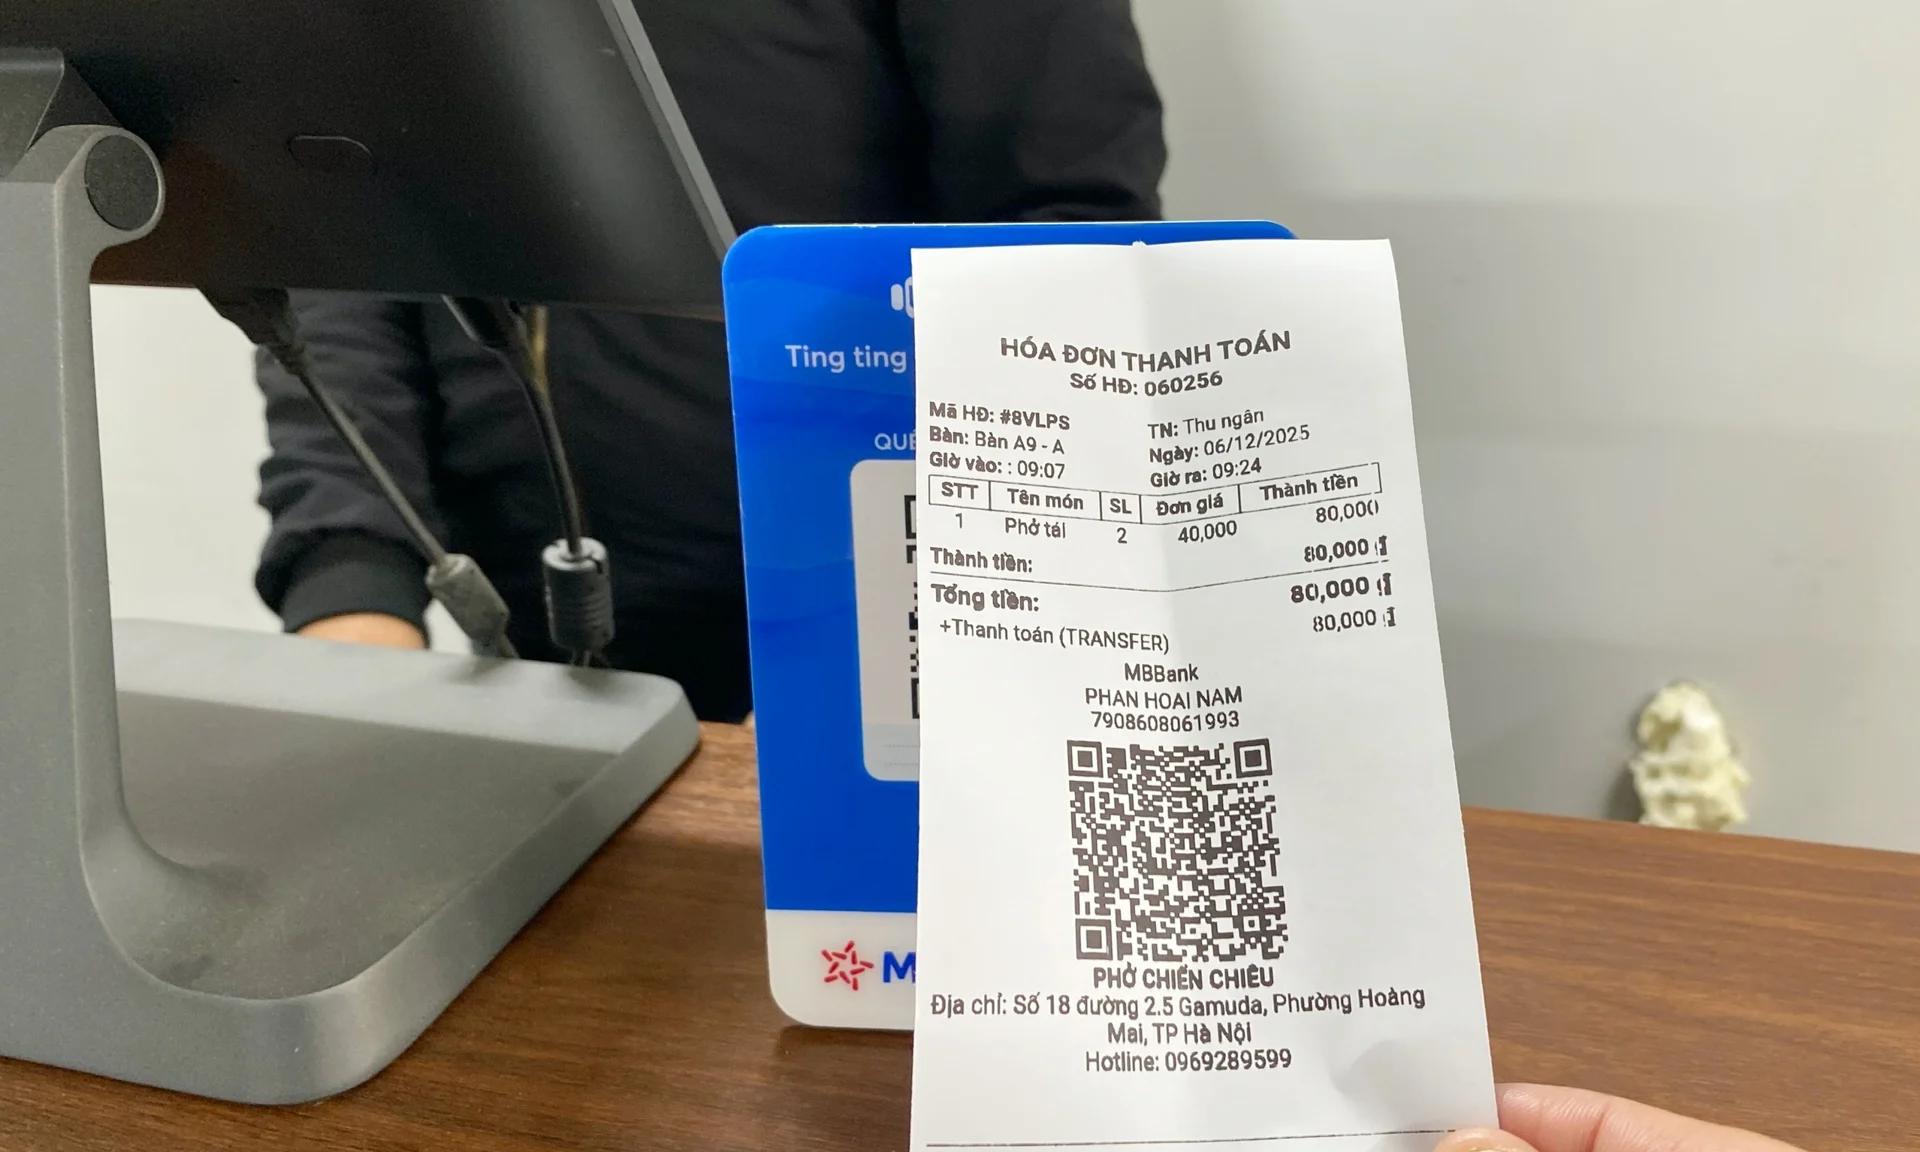 Ting ting
HÓA ĐƠN THANH TOÁN
Số HĐ: 060256
Mã HĐ: #8VLPS
TN: Thu ngân
Bàn: Bàn A9 - A
Ngày: 06/12/2025
Giờ vào: : 09:07
Giờ ra: 09:24
STT Tên món SL Đơn giá Thành tiền
1 Phở tái 2 40,000 80,000
Thành tiền: 80,000 đ
Tổng tiền: 80,000 đ
+Thanh toán (TRANSFER) 80,000 đ
MBBank
PHAN HOAI NAM
7908608061993
PHỞ CHIẾN CHIÊU
Địa chỉ: Số 18 đường 2.5 Gamuda, Phường Hoàng
Mai, TP Hà Nội
Hotline: 0969289599